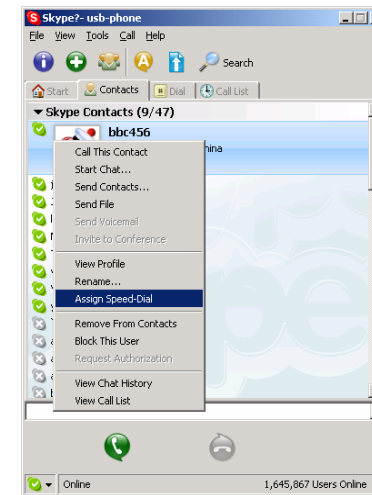 Skype?- usb-phone
File View Tools Call Help
Search
Start Contacts Dial Call List
Skype Contacts (9/47)
bbc456
hina
Call This Contact
Start Chat...
Send Contacts...
Send File
Send Voicemail
Invite to Conference
View Profile
Rename...
Assign Speed-Dial
Remove From Contacts
Block This User
Request Authorization
View Chat History
View Call List
Online 1,645,867 Users Online